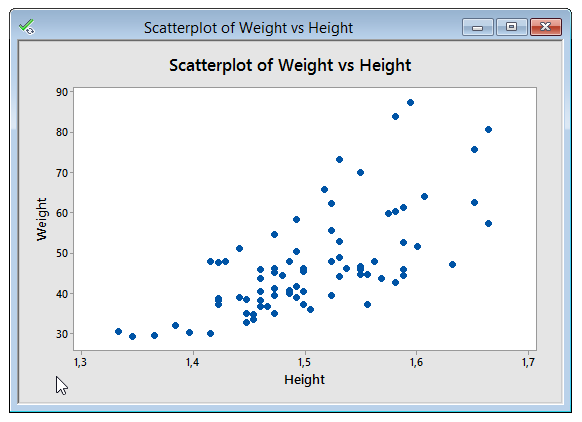 Scatterplot of Weight vs Height
Scatterplot of Weight vs Height
90
80
70
60
50
40
30
Weight
1,3 1,4 1,5 1,6 1,7
Height